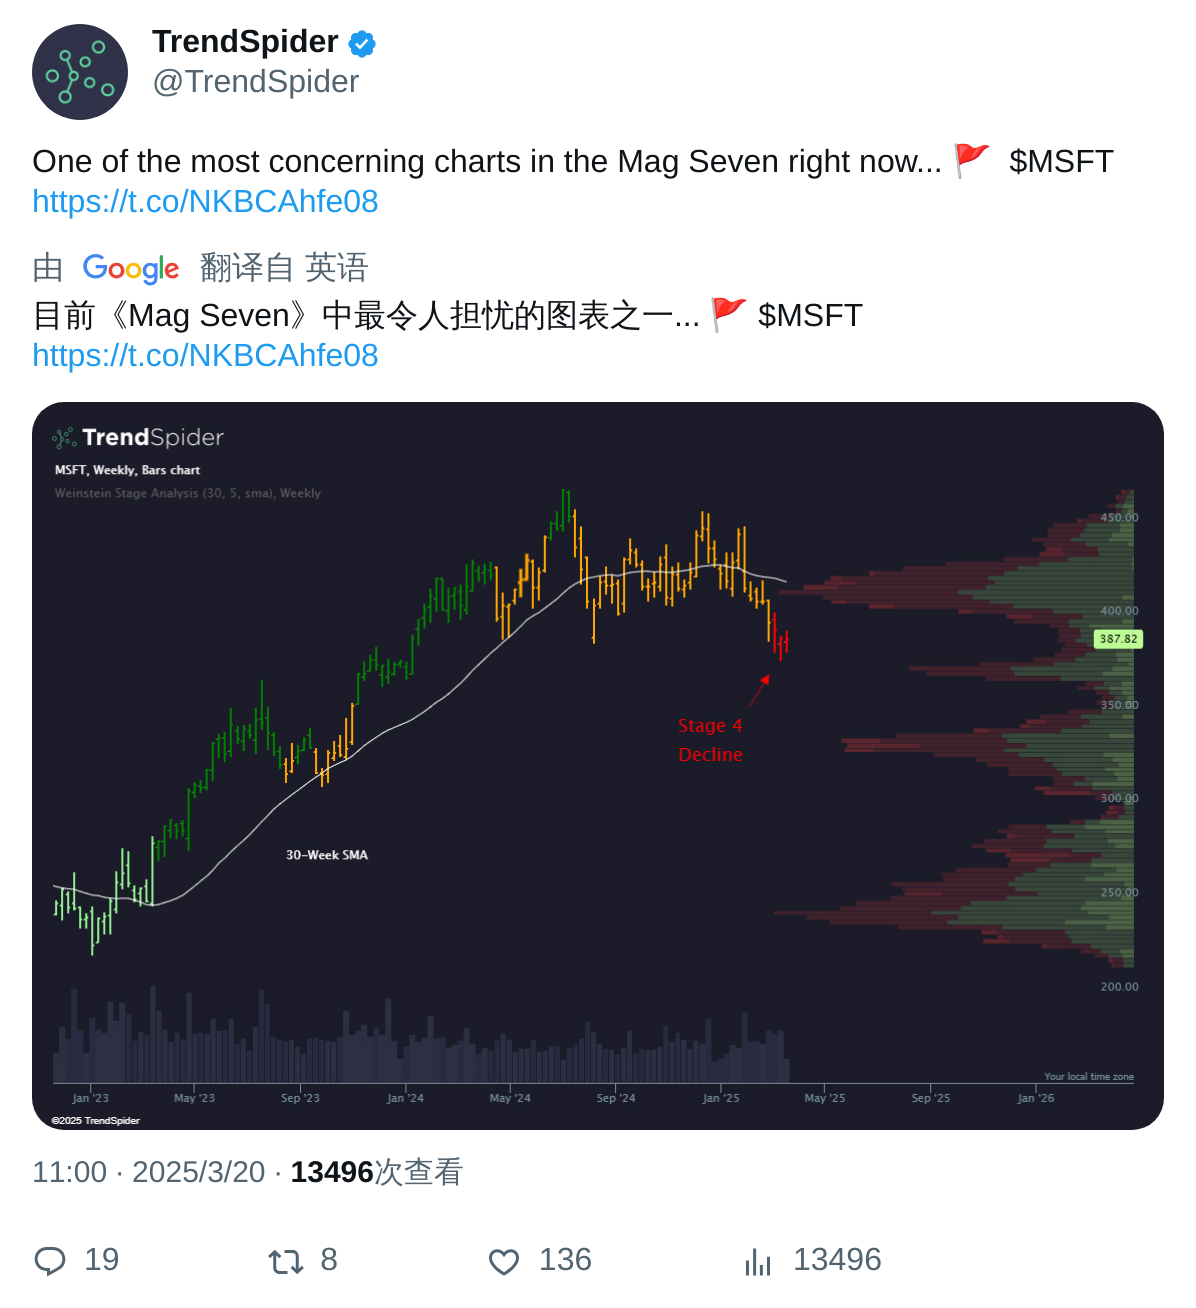 TrendSpider
@TrendSpider
One of the most concerning charts in the Mag Seven right now... 🚩 $MSFT
https://t.co/NKBCAhfe08
由 Google 翻译自 英语
目前《Mag Seven》中最令人担忧的图表之一... 🚩 $MSFT
https://t.co/NKBCAhfe08
TrendSpider
MSFT, Weekly, Bars chart
Weinstein Stage Analysis (30, 5, sma), Weekly
450.00
400.00
387.82
350.00
Stage 4
Decline
300.00
30-Week SMA
250.00
200.00
Your local time zone
Jan '23 May '23 Sep '23 Jan '24 May '24 Sep '24 Jan '25 May '25 Sep '25 Jan '26
©2025 TrendSpider
11:00 · 2025/3/20 · 13496次查看
19 8 136 13496